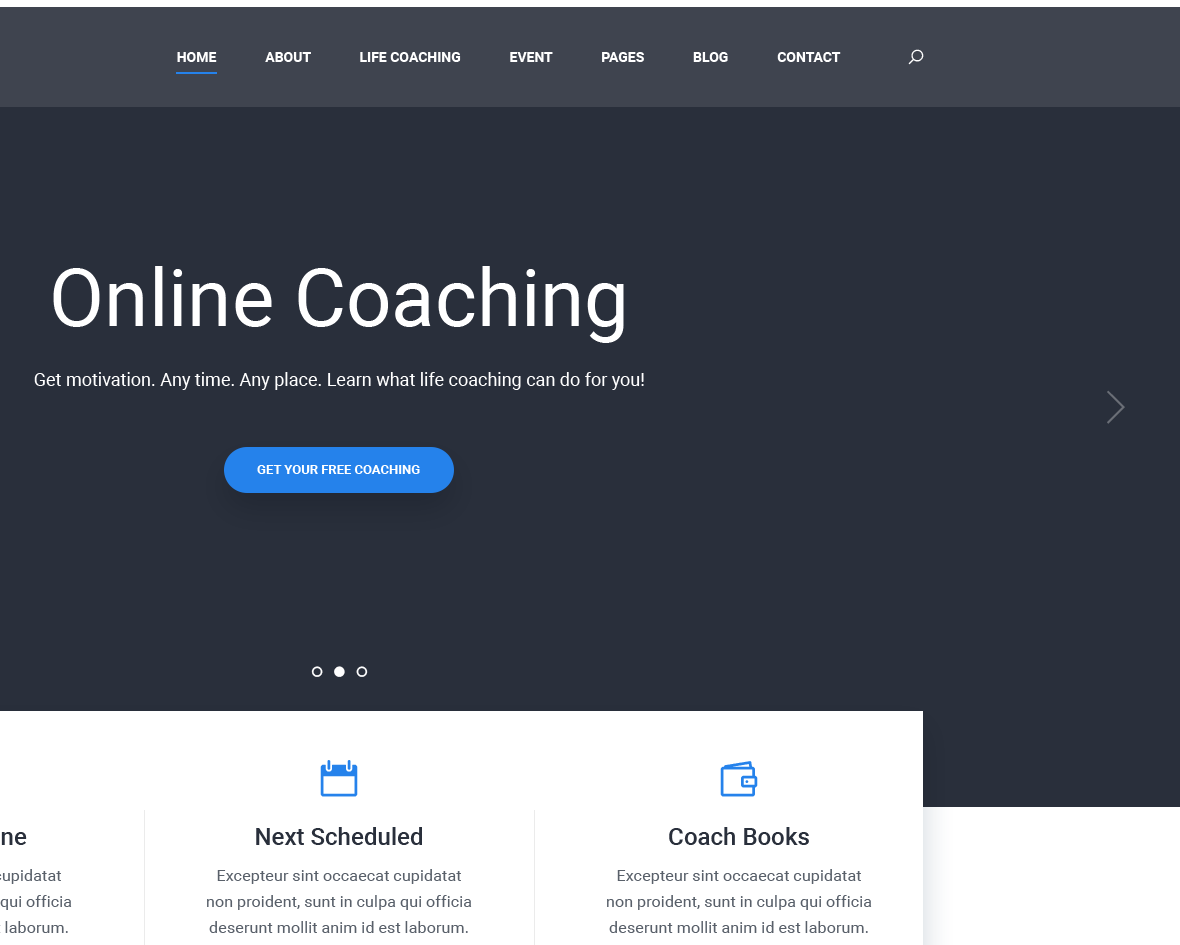 HOME ABOUT LIFE COACHING EVENT PAGES BLOG CONTACT
Online Coaching
Get motivation. Any time. Any place. Learn what life coaching can do for you!
GET YOUR FREE COACHING
ne
cupidatat
qui officia
laborum.
Next Scheduled
Excepteur sint occaecat cupidatat
non proident, sunt in culpa qui officia
deserunt mollit anim id est laborum.
Coach Books
Excepteur sint occaecat cupidatat
non proident, sunt in culpa qui officia
deserunt mollit anim id est laborum.